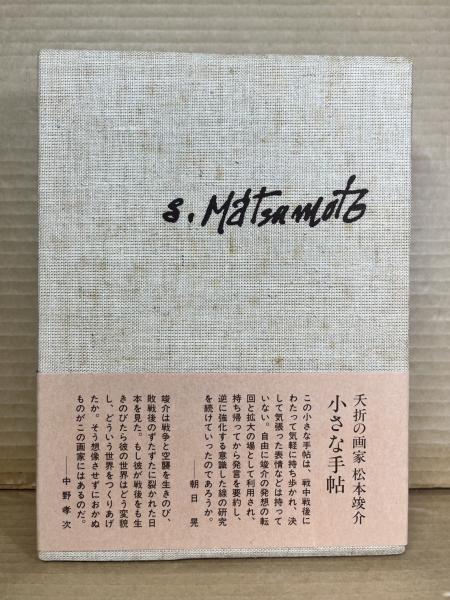 S. Matsumoto
夭折の画家 松本竣介
小さな手帖
この小さな手帖は、戦中戦後に
わたって気軽に持ち歩かれ、決
して気張った表情などは持って
いない。自由に竣介の発想の転
回と拡大の場として利用され、
持ち帰ってから発言を要約し、
逆に強化する意識した線の研究
を続けていったのであろうか。
──朝日 晃
竣介は戦争と空襲を生きのび、
敗戦後のずたずたに裂かれた日
本を見た。もし彼が戦後をも生
きのびたら彼の世界はどう変貌
し、どういう世界をつくりあげ
たか。そう想像させずにおかぬ
ものがこの画家にはあるのだ。
──中野孝次